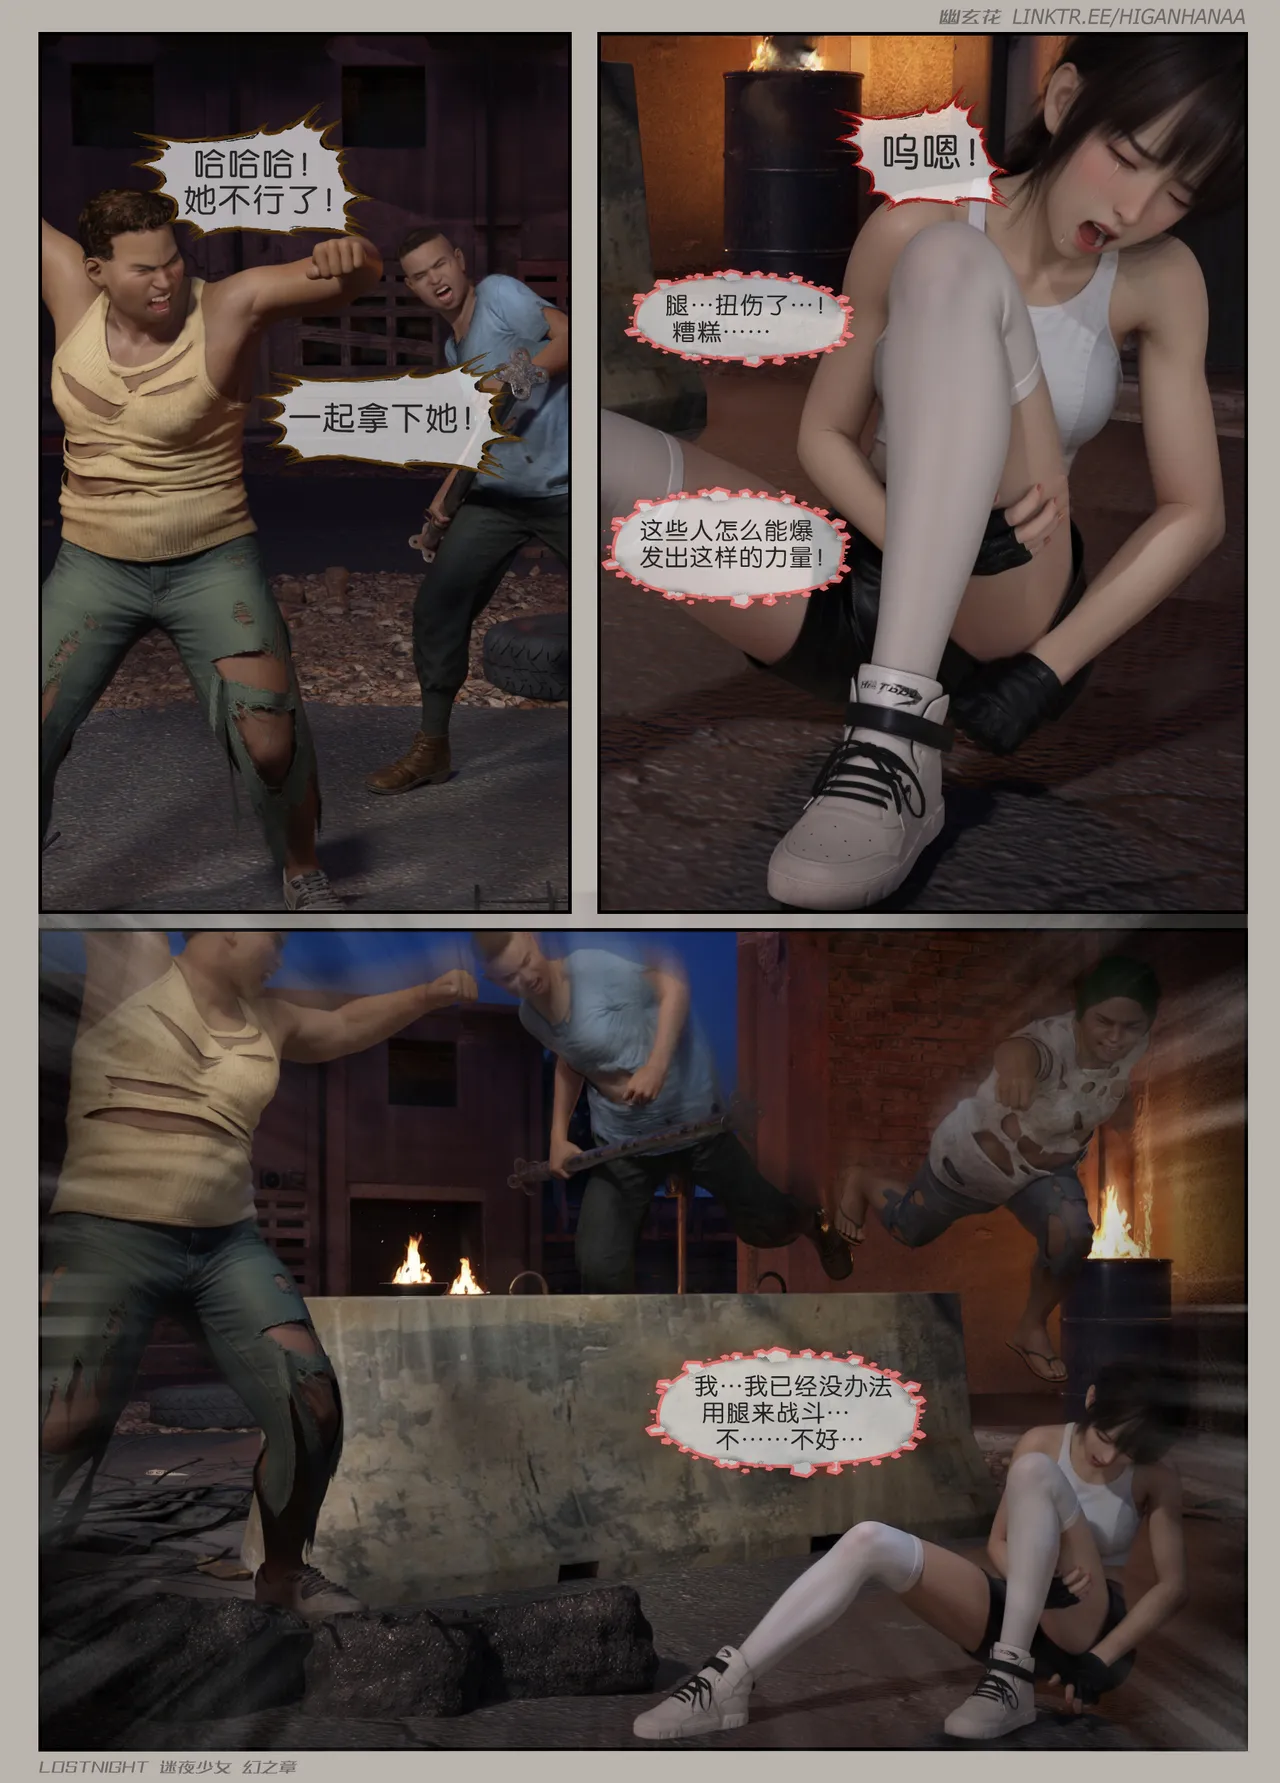 幽玄花 LINKTR.EE/HIGANHANAA
哈哈哈！
她不行了！
一起拿下她！
呜嗯！
腿…扭伤了…！
糟糕……
这些人怎么能爆
发出这样的力量！
我…我已经没办法
用腿来战斗…
不……不好…
LOSTNIGHT 迷夜少女 幻之章